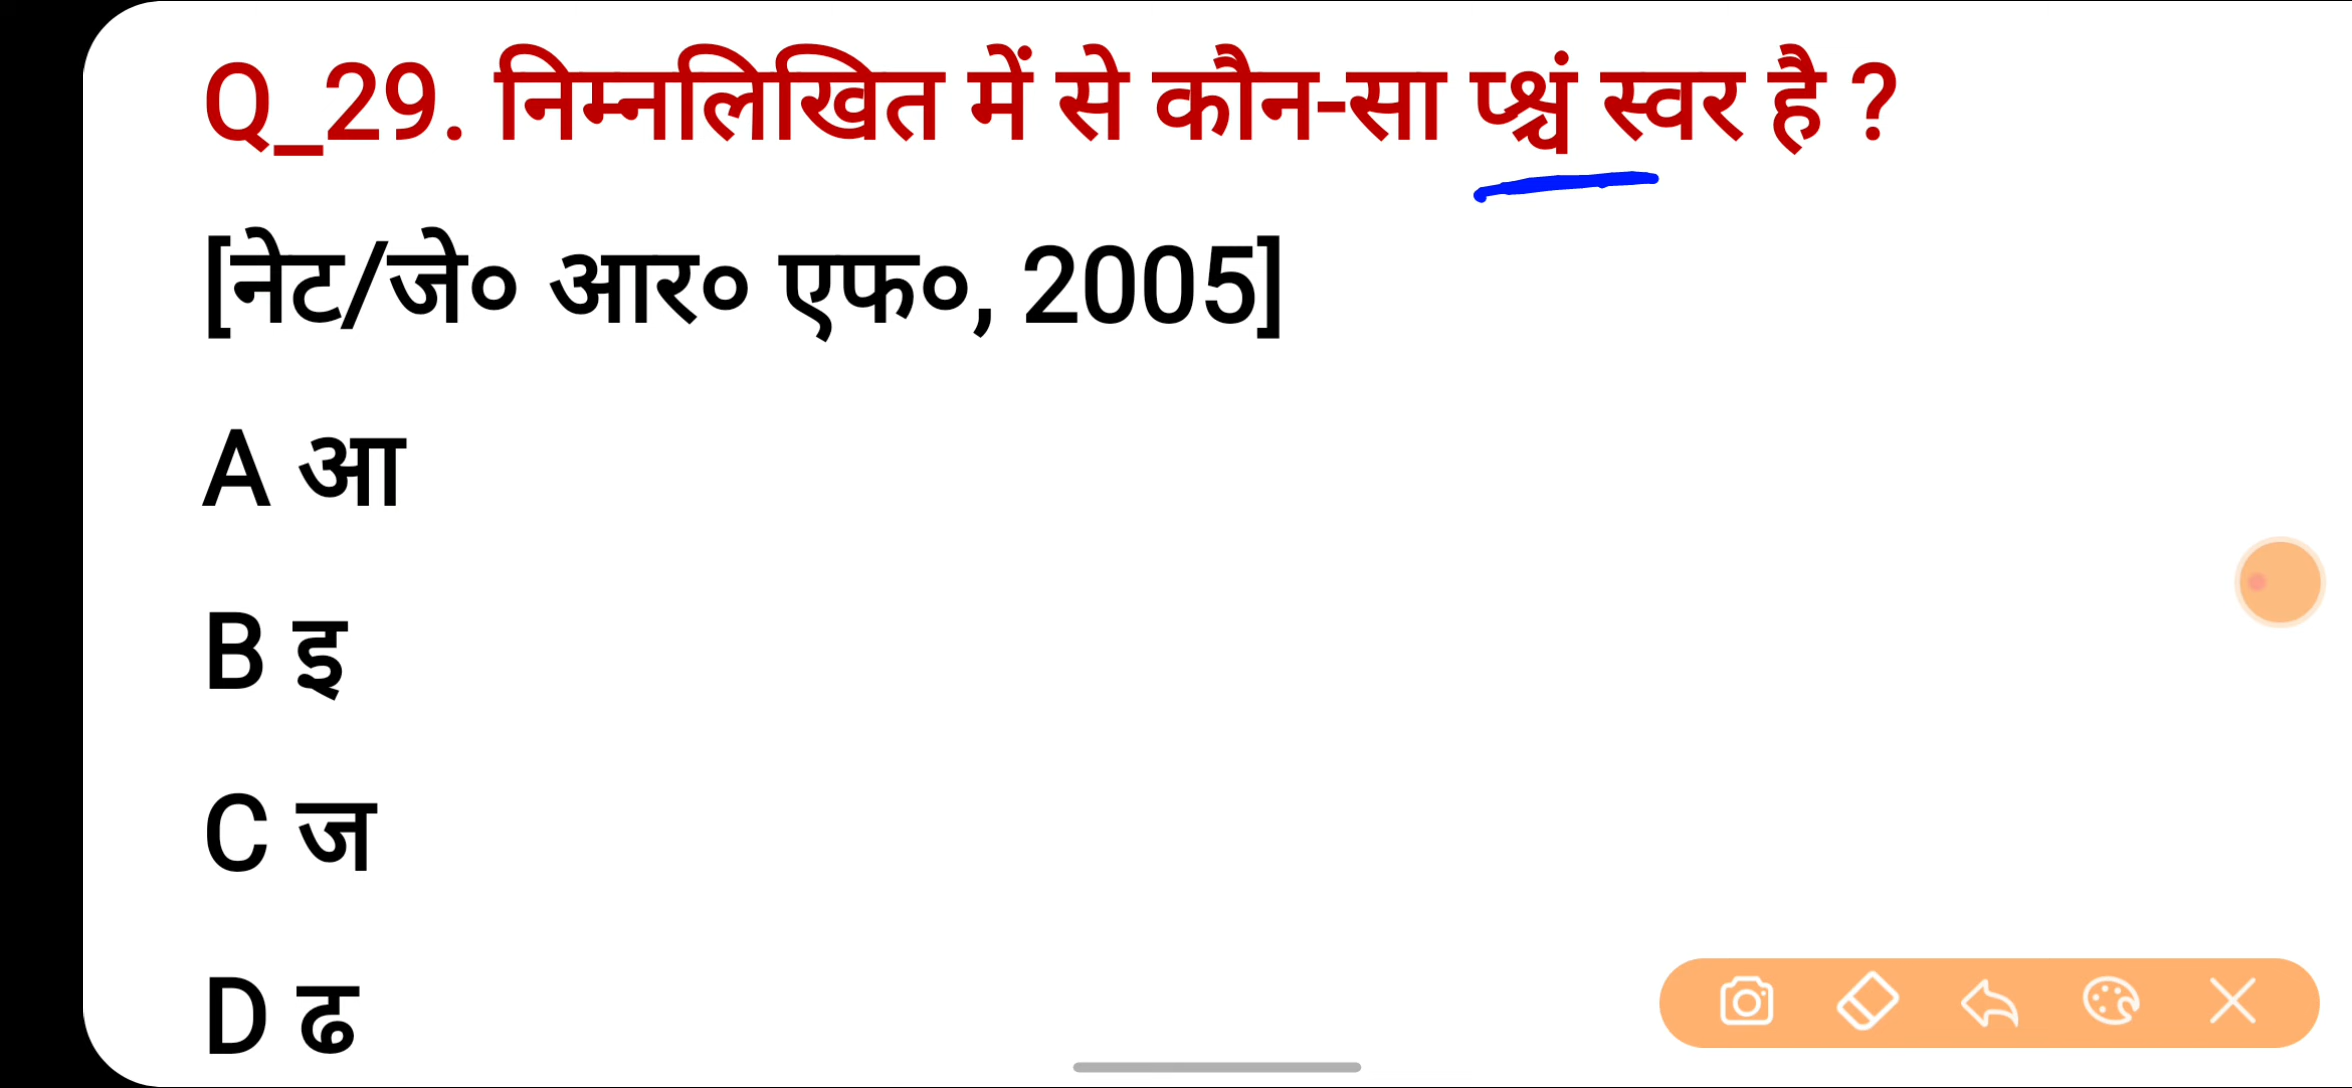 Q_29. निम्नलिखित में से कौन-सा प्श्चं स्वर है ?
[नेट/जे० आर० एफ०, 2005]
A आ
B इ
C ज
D ढ